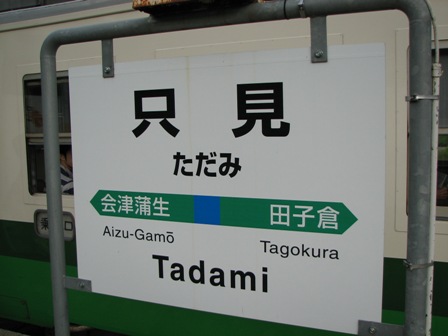 只見
ただみ
会津蒲生 田子倉
Aizu-Gamō Tagokura
Tadami